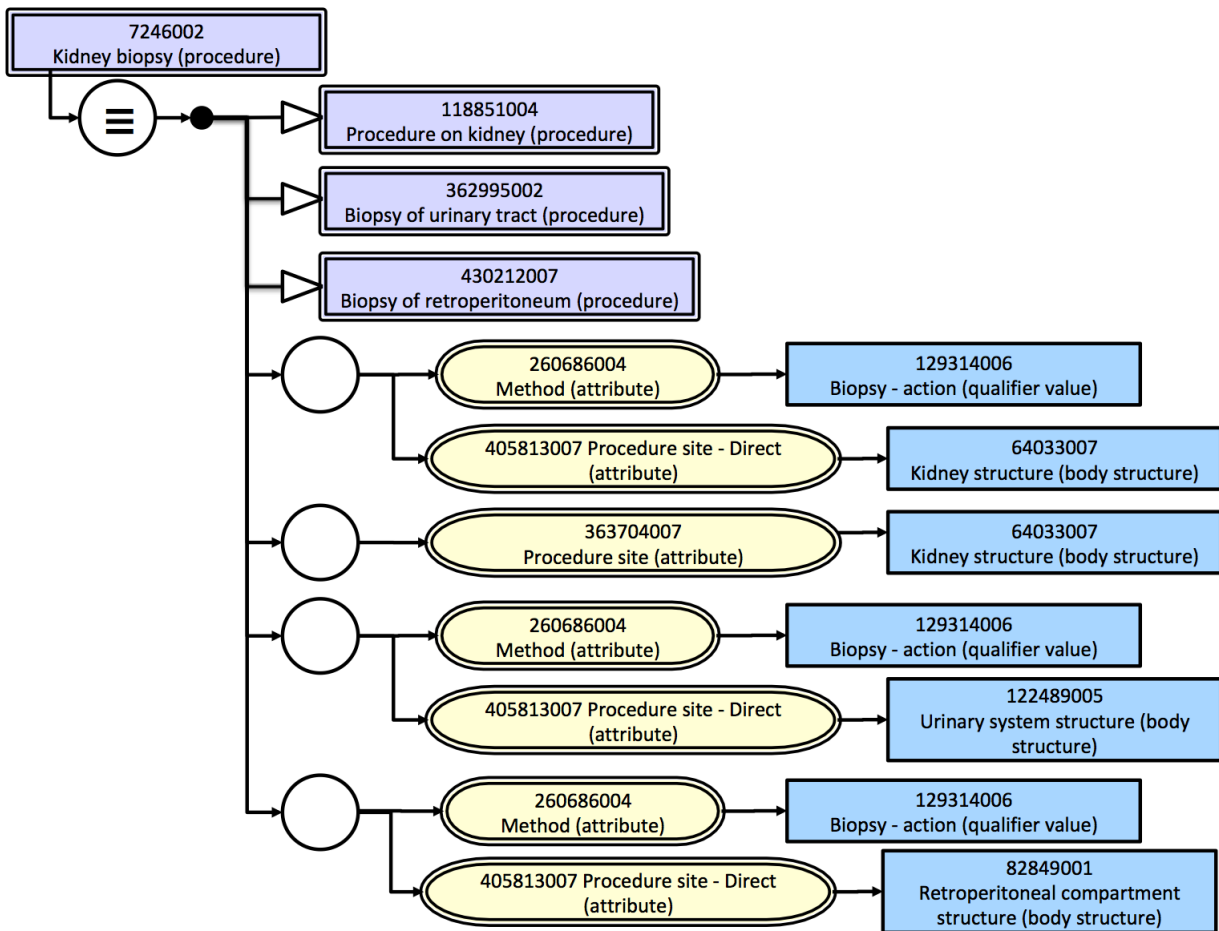 7246002
Kidney biopsy (procedure)
118851004
Procedure on kidney (procedure)
362995002
Biopsy of urinary tract (procedure)
430212007
Biopsy of retroperitoneum (procedure)
260686004
Method (attribute)
129314006
Biopsy - action (qualifier value)
405813007 Procedure site - Direct
(attribute)
64033007
Kidney structure (body structure)
363704007
Procedure site (attribute)
64033007
Kidney structure (body structure)
260686004
Method (attribute)
129314006
Biopsy - action (qualifier value)
405813007 Procedure site - Direct
(attribute)
122489005
Urinary system structure (body
structure)
260686004
Method (attribute)
129314006
Biopsy - action (qualifier value)
405813007 Procedure site - Direct
(attribute)
82849001
Retroperitoneal compartment
structure (body structure)